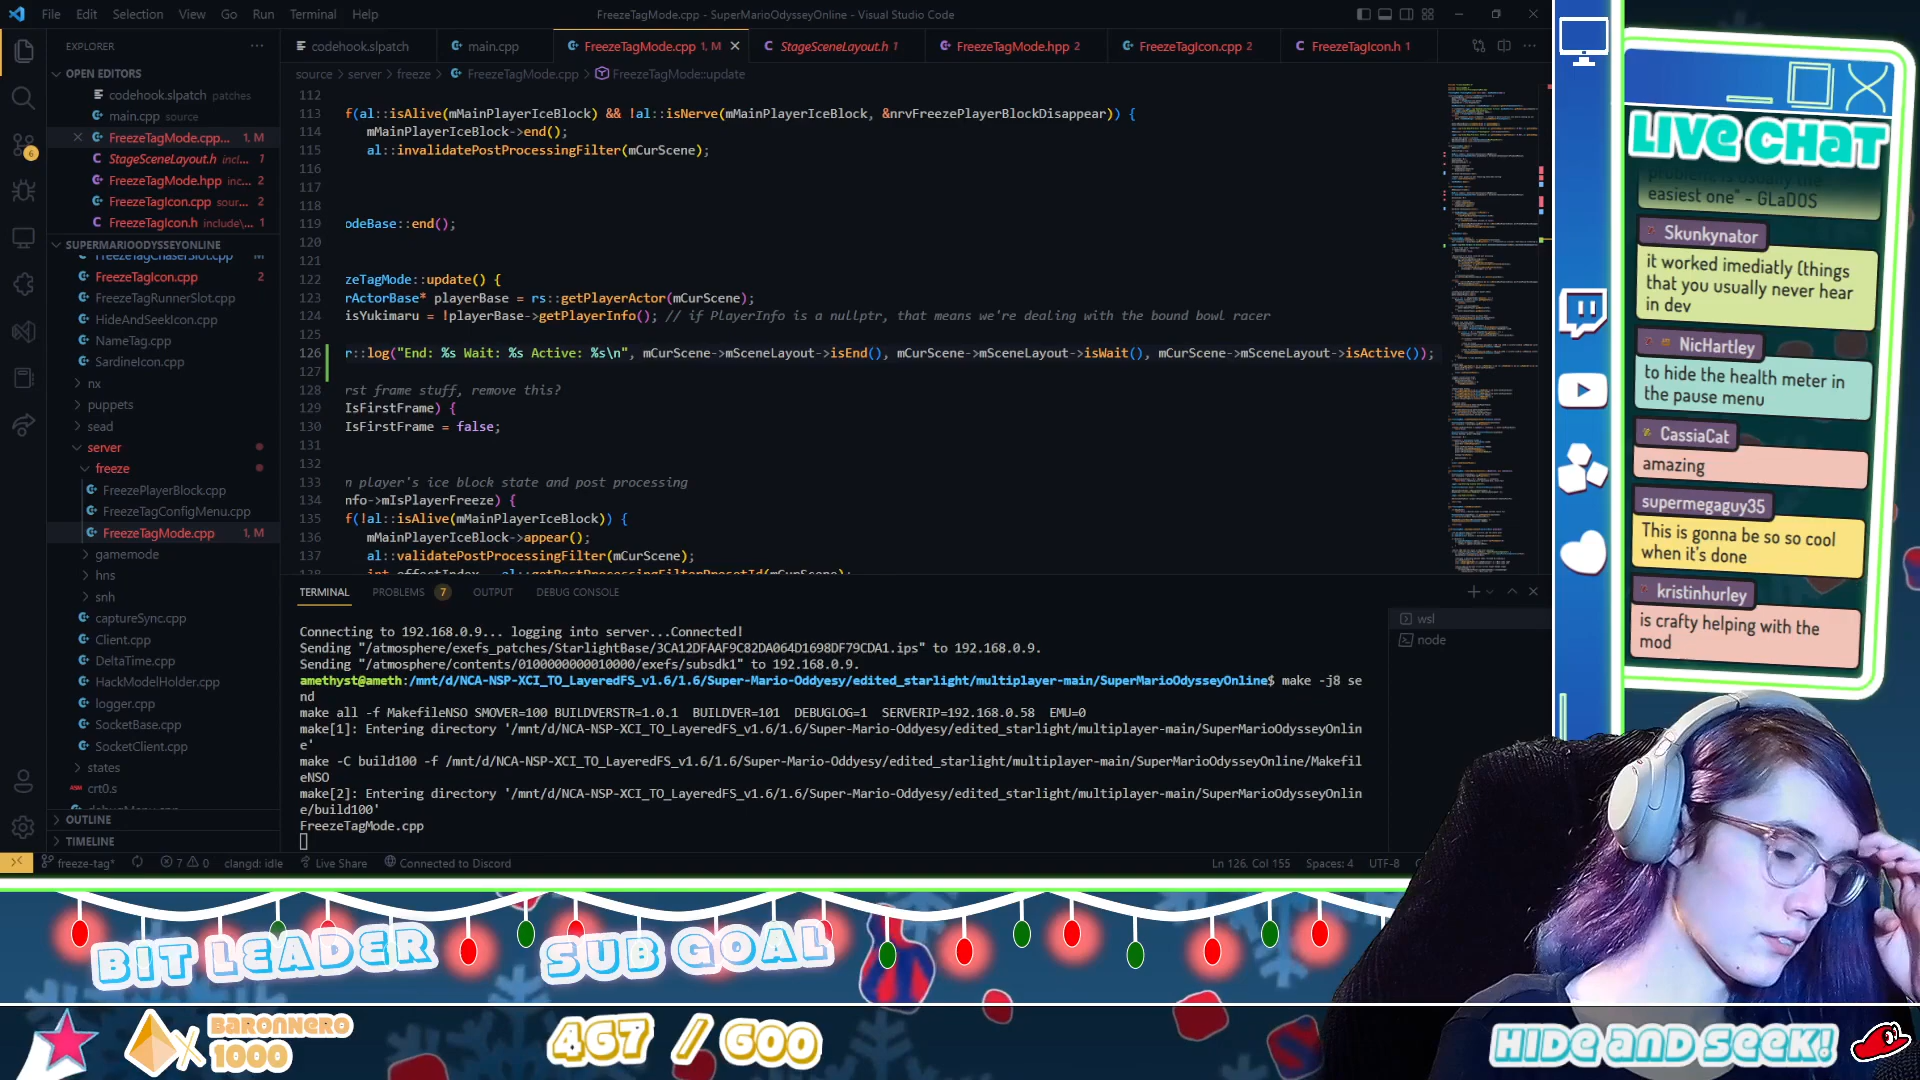 File Edit Selection View Go Run Terminal Help
FreezeTagMode.cpp - SuperMarioOdysseyOnline - Visual Studio Code
EXPLORER
OPEN EDITORS
codehook.slpatch patches
main.cpp source
FreezeTagMode.cpp... 1, M
StageSceneLayout.h incl... 1
FreezeTagMode.hpp inc... 2
FreezeTagIcon.cpp sour... 2
FreezeTagIcon.h include\... 1
SUPERMARIOODYSSEYONLINE
FreezeTagChaserSlot.cpp M
FreezeTagIcon.cpp 2
FreezeTagRunnerSlot.cpp
HideAndSeekIcon.cpp
NameTag.cpp
SardineIcon.cpp
nx
puppets
sead
server
freeze
FreezePlayerBlock.cpp
FreezeTagConfigMenu.cpp
FreezeTagMode.cpp 1, M
gamemode
hns
snh
captureSync.cpp
Client.cpp
DeltaTime.cpp
HackModelHolder.cpp
logger.cpp
SocketBase.cpp
SocketClient.cpp
states
crt0.s
OUTLINE
TIMELINE
codehook.slpatch main.cpp FreezeTagMode.cpp 1, M StageSceneLayout.h 1 FreezeTagMode.hpp 2 FreezeTagIcon.cpp 2 FreezeTagIcon.h 1
source > server > freeze > FreezeTagMode.cpp > FreezeTagMode::update
112
113 f(al::isAlive(mMainPlayerIceBlock) && !al::isNerve(mMainPlayerIceBlock, &nrvFreezePlayerBlockDisappear)) {
114 mMainPlayerIceBlock->end();
115 al::invalidatePostProcessingFilter(mCurScene);
116
117
118
119 odeBase::end();
120
121
122 zeTagMode::update() {
123 rActorBase* playerBase = rs::getPlayerActor(mCurScene);
124 isYukimaru = !playerBase->getPlayerInfo(); // if PlayerInfo is a nullptr, that means we're dealing with the bound bowl racer
125
126 r::log("End: %s Wait: %s Active: %s\n", mCurScene->mSceneLayout->isEnd(), mCurScene->mSceneLayout->isWait(), mCurScene->mSceneLayout->isActive());
127
128 rst frame stuff, remove this?
129 IsFirstFrame) {
130 IsFirstFrame = false;
131
132
133 n player's ice block state and post processing
134 nfo->mIsPlayerFreeze) {
135 f(!al::isAlive(mMainPlayerIceBlock)) {
136 mMainPlayerIceBlock->appear();
137 al::validatePostProcessingFilter(mCurScene);
138 int effectIndex = al::getPostProcessingFilterPresetId(mCurScene);
TERMINAL PROBLEMS 7 OUTPUT DEBUG CONSOLE
wsl
node
Connecting to 192.168.0.9... logging into server...Connected!
Sending "/atmosphere/exefs_patches/StarlightBase/3CA12DFAAF9C82DA064D1698DF79CDA1.ips" to 192.168.0.9.
Sending "/atmosphere/contents/0100000000010000/exefs/subsdk1" to 192.168.0.9.
amethyst@ameth:/mnt/d/NCA-NSP-XCI_TO_LayeredFS_v1.6/1.6/Super-Mario-Oddyesy/edited_starlight/multiplayer-main/SuperMarioOdysseyOnline$ make -j8 se
nd
make all -f MakefileNSO SMOVER=100 BUILDVERSTR=1.0.1 BUILDVER=101 DEBUGLOG=1 SERVERIP=192.168.0.58 EMU=0
make[1]: Entering directory '/mnt/d/NCA-NSP-XCI_TO_LayeredFS_v1.6/1.6/Super-Mario-Oddyesy/edited_starlight/multiplayer-main/SuperMarioOdysseyOnlin
e'
make -C build100 -f /mnt/d/NCA-NSP-XCI_TO_LayeredFS_v1.6/1.6/Super-Mario-Oddyesy/edited_starlight/multiplayer-main/SuperMarioOdysseyOnline/Makefil
eNSO
make[2]: Entering directory '/mnt/d/NCA-NSP-XCI_TO_LayeredFS_v1.6/1.6/Super-Mario-Oddyesy/edited_starlight/multiplayer-main/SuperMarioOdysseyOnlin
e/build100'
FreezeTagMode.cpp
freeze-tag* 7 0 clangd: idle Live Share Connected to Discord
Ln 126, Col 155 Spaces: 4 UTF-8
LIVE CHAT
easiest one" - GLaDOS
Skunkynator
it worked imediatly (things
that you usually never hear
in dev
NicHartley
to hide the health meter in
the pause menu
CassiaCat
amazing
supermegaguy35
This is gonna be so so cool
when it's done
kristinhurley
is crafty helping with the
mod
BIT LEADER
SUB GOAL
X BARONNERO
1000
467 / 600
HIDE AND SEEK!
6